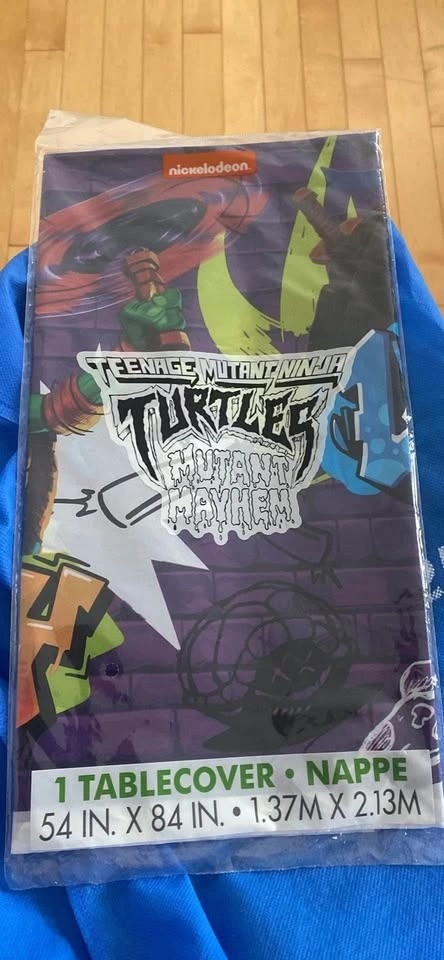 nickelodeon
TEENAGE MUTANT NINJA
TURTLES
MUTANT
MAYHEM
1 TABLECOVER • NAPPE
54 IN. X 84 IN. • 1.37M X 2.13M